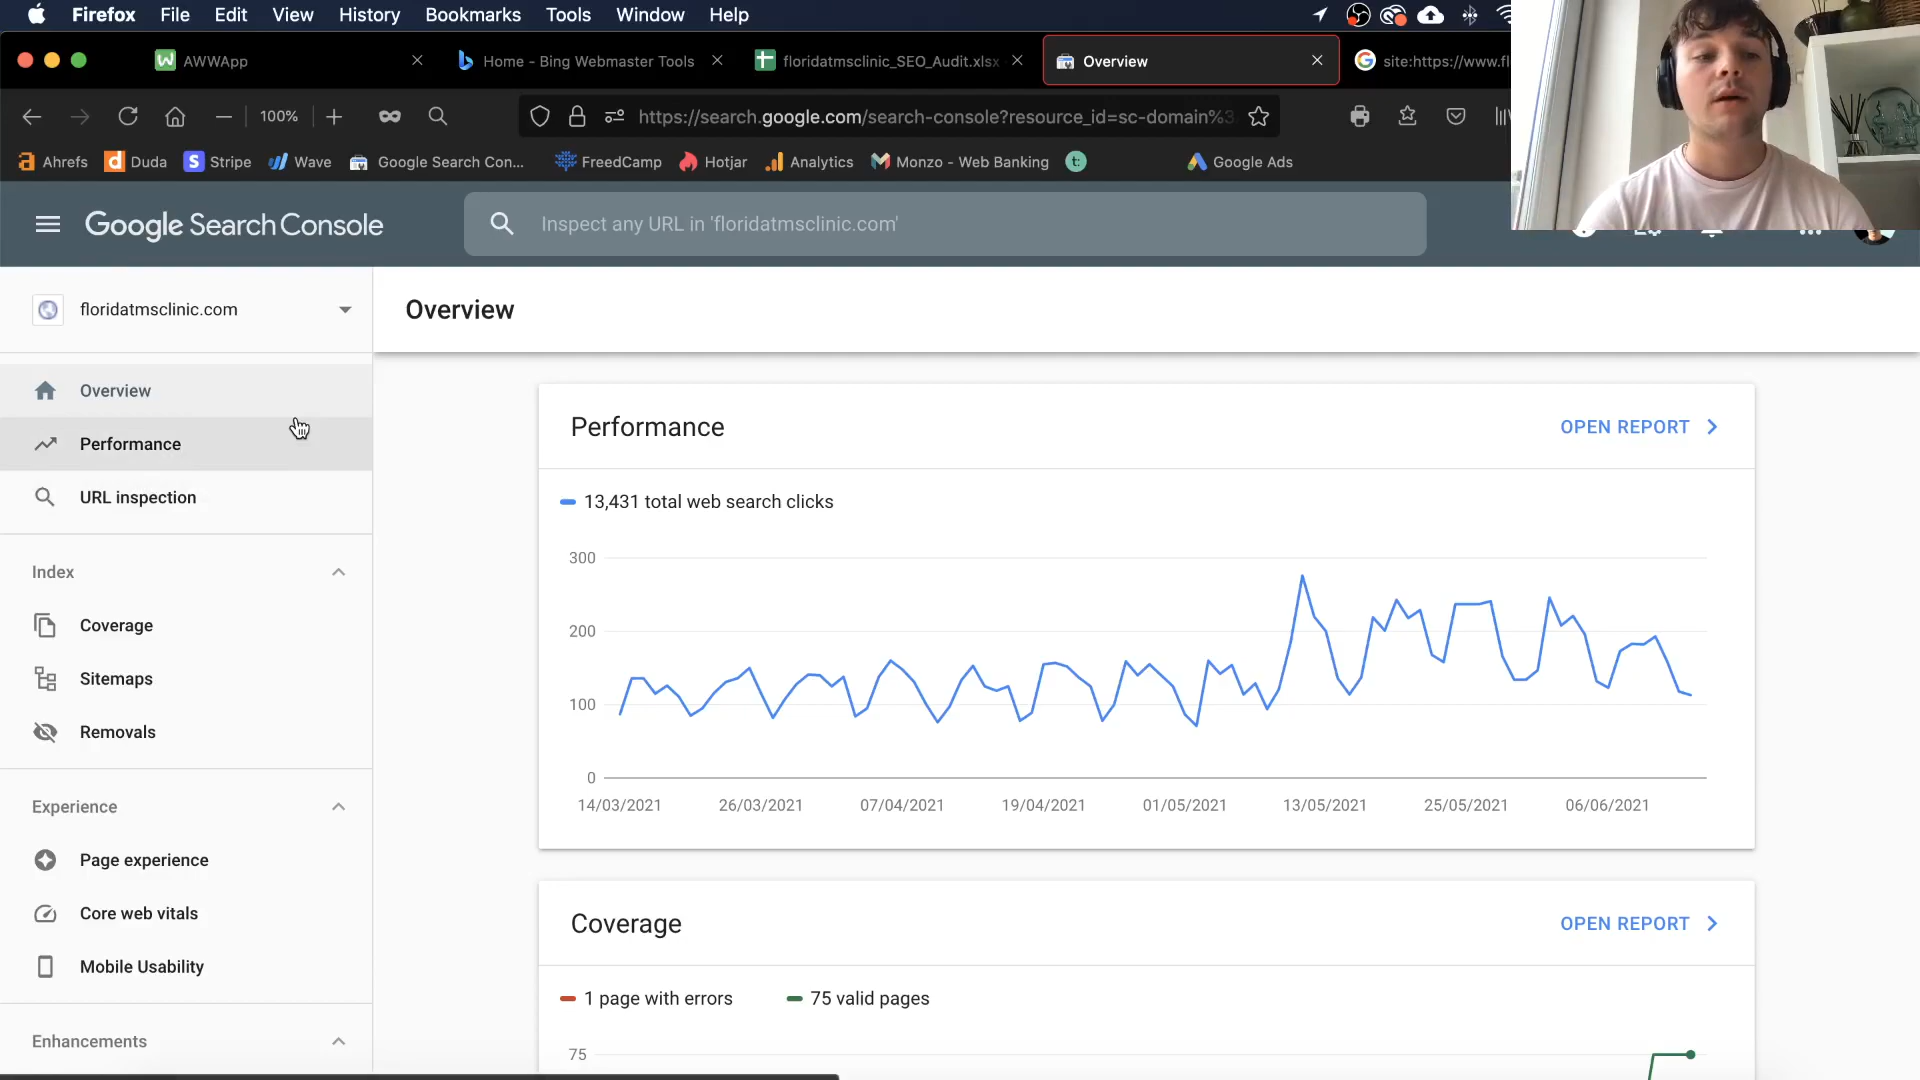 Firefox File Edit View History Bookmarks Tools Window Help
AWWApp
Home - Bing Webmaster Tools
floridatmsclinic_SEO_Audit.xlsx
Overview
site:https://www.fl
100%
https://search.google.com/search-console?resource_id=sc-domain%3
Ahrefs Duda Stripe Wave Google Search Con... FreedCamp Hotjar Analytics Monzo - Web Banking Google Ads
Google Search Console
Inspect any URL in 'floridatmsclinic.com'
floridatmsclinic.com
Overview
Overview
Performance
URL inspection
Index
Coverage
Sitemaps
Removals
Experience
Page experience
Core web vitals
Mobile Usability
Enhancements
Performance
OPEN REPORT
13,431 total web search clicks
300
200
100
0
14/03/2021 26/03/2021 07/04/2021 19/04/2021 01/05/2021 13/05/2021 25/05/2021 06/06/2021
Coverage
OPEN REPORT
1 page with errors 75 valid pages
75